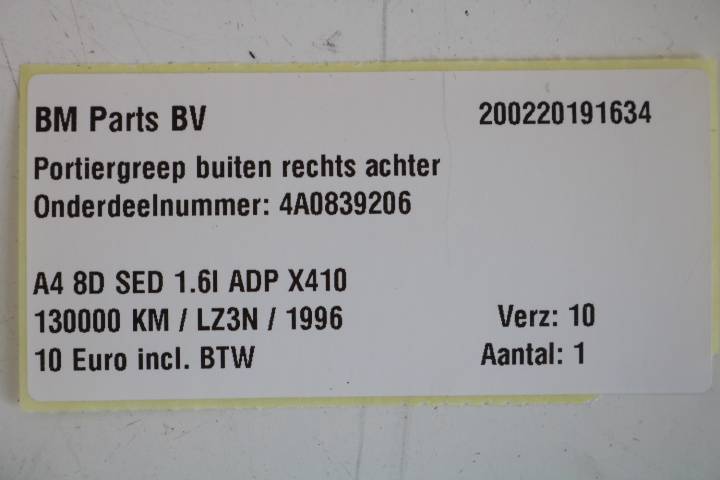 BM Parts BV 200220191634
Portiergreep buiten rechts achter
Onderdeelnummer: 4A0839206
A4 8D SED 1.6I ADP X410
130000 KM / LZ3N / 1996 Verz: 10
10 Euro incl. BTW Aantal: 1